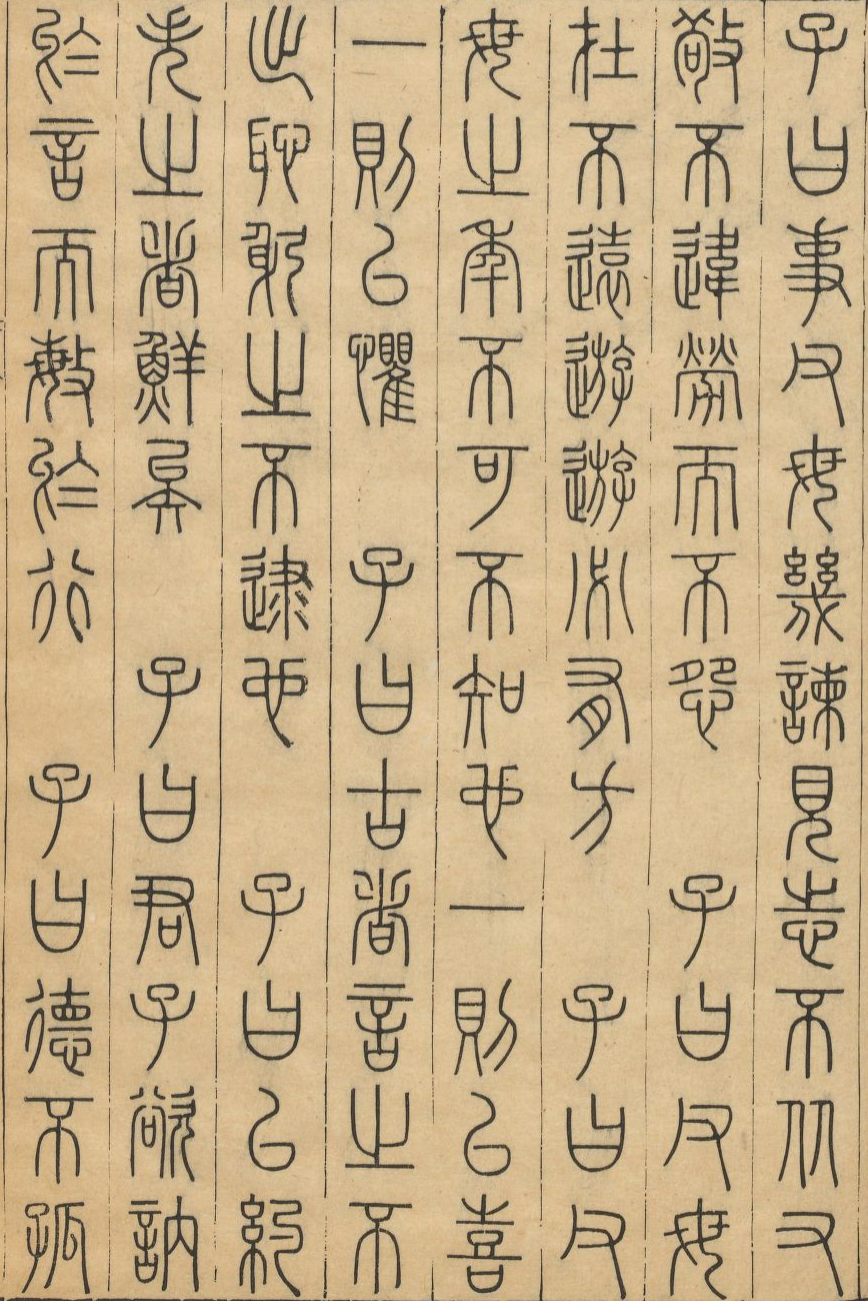 子曰事父母幾諫見志不从又
敬不違勞而不怨　子曰父母
在不遠遊遊必有方　子曰父
母之年不可不知也一則以喜
一則以懼　子曰古者言之不
出恥躬之不逮也　子曰以約
失之者鮮矣　子曰君子欲訥
於言而敏於行　子曰德不孤